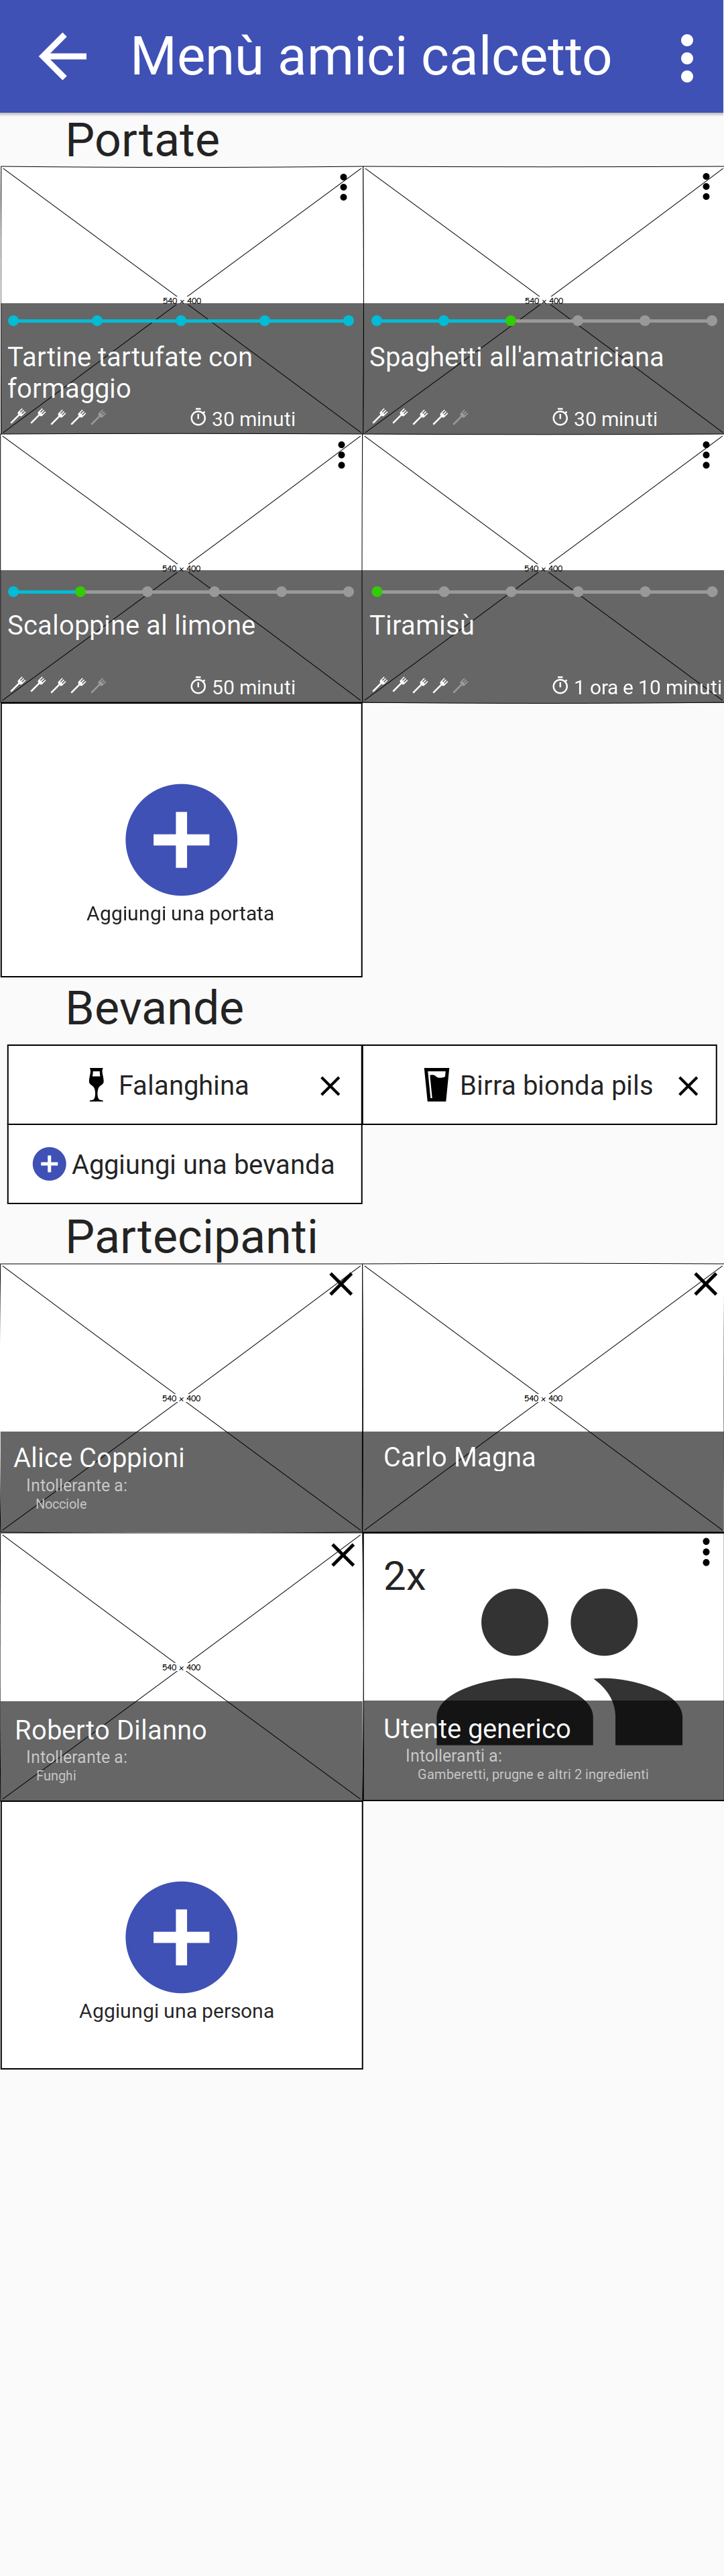 Menù amici calcetto
Portate
540 × 400
540 × 400
Tartine tartufate con
formaggio
30 minuti
Spaghetti all'amatriciana
30 minuti
540 × 400
540 × 400
Scaloppine al limone
50 minuti
Tiramisù
1 ora e 10 minuti
Aggiungi una portata
Bevande
Falanghina
Birra bionda pils
Aggiungi una bevanda
Partecipanti
540 × 400
540 × 400
Alice Coppioni
Intollerante a:
Nocciole
Carlo Magna
540 × 400
2x
Roberto Dilanno
Intollerante a:
Funghi
Utente generico
Intolleranti a:
Gamberetti, prugne e altri 2 ingredienti
Aggiungi una persona